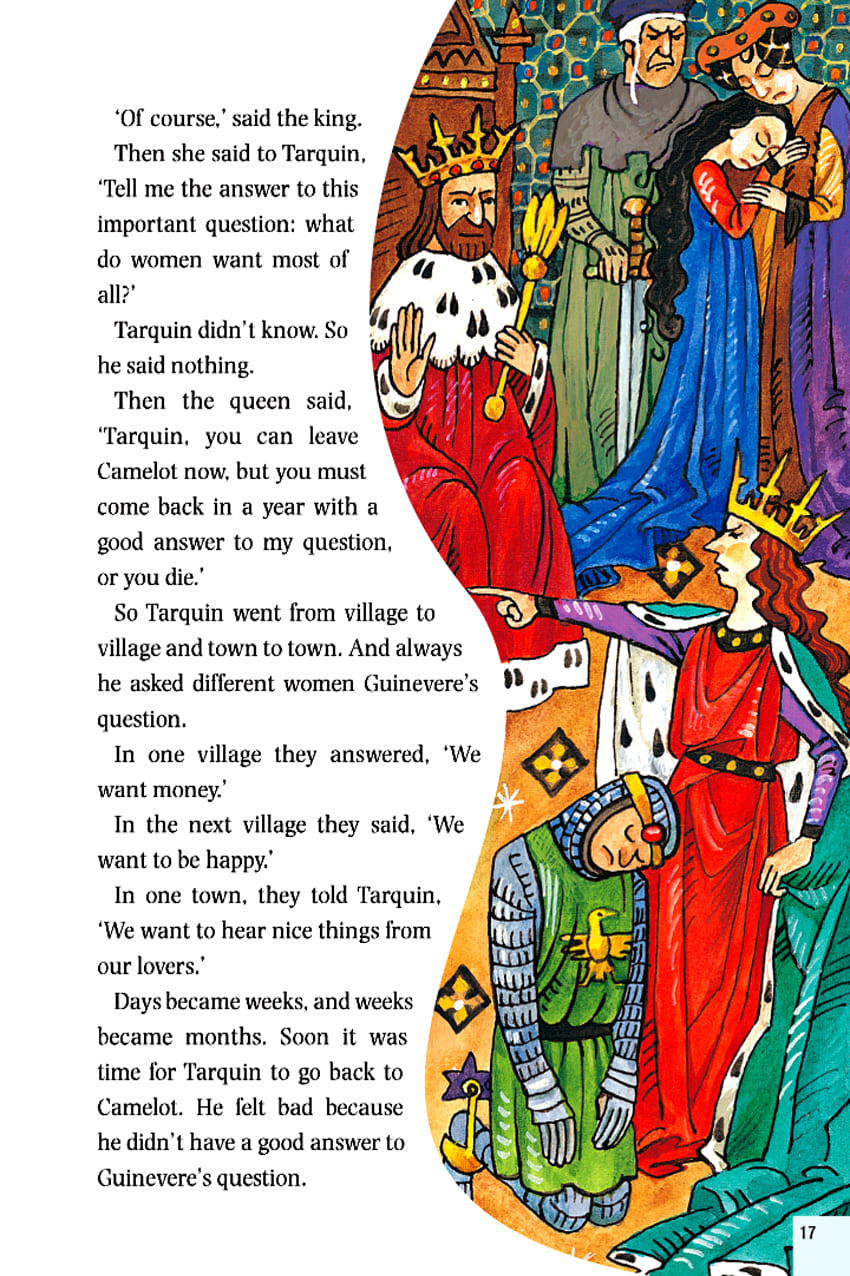 ‘Of course,’ said the king.
Then she said to Tarquin,
‘Tell me the answer to this
important question: what
do women want most of
all?’
Tarquin didn’t know. So
he said nothing.
Then the queen said,
‘Tarquin, you can leave
Camelot now, but you must
come back in a year with a
good answer to my question,
or you die.’
So Tarquin went from village to
village and town to town. And always
he asked different women Guinevere’s
question.
In one village they answered, ‘We
want money.’
In the next village they said, ‘We
want to be happy.’
In one town, they told Tarquin,
‘We want to hear nice things from
our lovers.’
Days became weeks, and weeks
became months. Soon it was
time for Tarquin to go back to
Camelot. He felt bad because
he didn’t have a good answer to
Guinevere’s question.
17